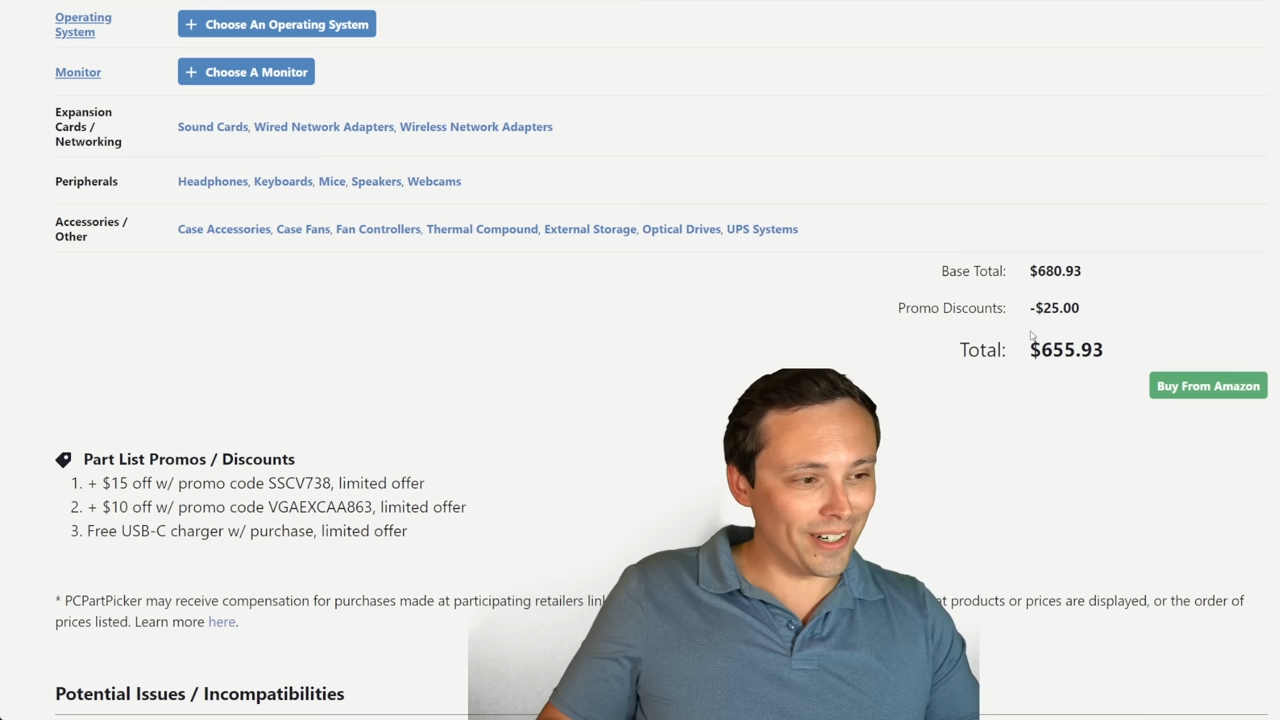 Operating
System
+ Choose An Operating System
Monitor
+ Choose A Monitor
Expansion
Cards /
Networking
Sound Cards, Wired Network Adapters, Wireless Network Adapters
Peripherals
Headphones, Keyboards, Mice, Speakers, Webcams
Accessories /
Other
Case Accessories, Case Fans, Fan Controllers, Thermal Compound, External Storage, Optical Drives, UPS Systems
Base Total: $680.93
Promo Discounts: -$25.00
Total: $655.93
Buy From Amazon
Part List Promos / Discounts
1. + $15 off w/ promo code SSCV738, limited offer
2. + $10 off w/ promo code VGAEXCAA863, limited offer
3. Free USB-C charger w/ purchase, limited offer
* PCPartPicker may receive compensation for purchases made at participating retailers products or prices are displayed, or the order of
prices listed. Learn more here.
Potential Issues / Incompatibilities